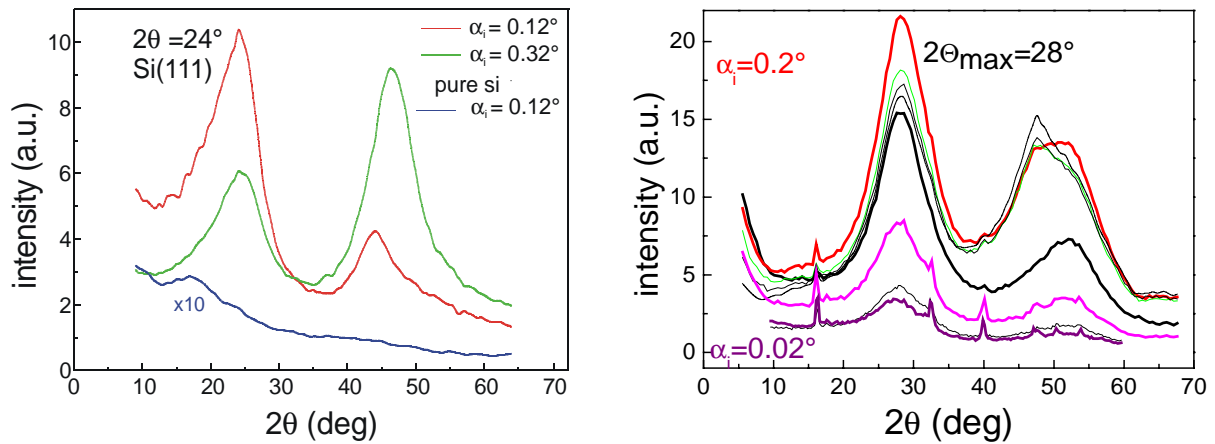 2θ =24°
Si(111)
αi= 0.12°
αi= 0.32°
pure si
αi= 0.12°
x10
intensity (a.u.)
0
2
4
6
8
10
0 10 20 30 40 50 60 70
2θ (deg)
αi=0.2°
2Θmax=28°
αi=0.02°
intensity (a.u.)
0
5
10
15
20
0 10 20 30 40 50 60 70
2θ (deg)